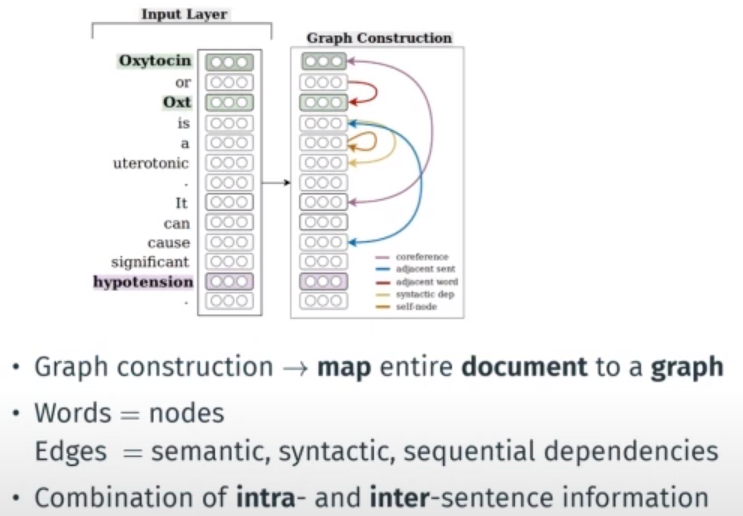 Input Layer
Graph Construction
Oxytocin
or
Oxt
is
a
uterotonic
.
It
can
cause
significant
hypotension
.
coreference
adjacent sent
adjacent word
syntactic dep
self-node
• Graph construction → map entire document to a graph
• Words = nodes
Edges = semantic, syntactic, sequential dependencies
• Combination of intra- and inter-sentence information